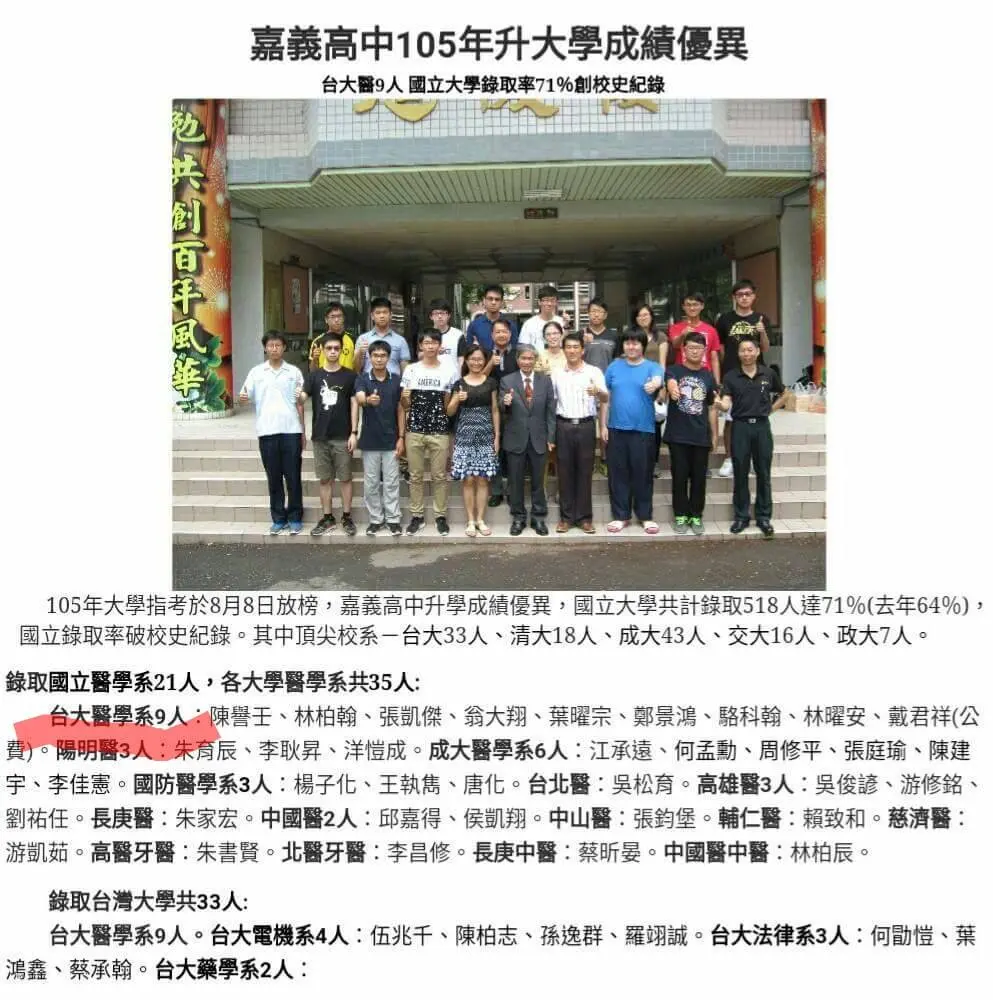 嘉義高中105年升大學成績優異
台大醫9人 國立大學錄取率71%創校史紀錄
勉共創百年風華
105年大學指考於8月8日放榜，嘉義高中升學成績優異，國立大學共計錄取518人達71%(去年64%)，
國立錄取率破校史紀錄。其中頂尖校系－台大33人、清大18人、成大43人、交大16人、政大7人。
錄取國立醫學系21人，各大學醫學系共35人:
台大醫學系9人：陳譽壬、林柏翰、張凱傑、翁大翔、葉曜宗、鄭景鴻、駱科翰、林曜安、戴君祥(公
費)。陽明醫3人：朱育辰、李耿昇、洋愷成。成大醫學系6人：江承遠、何孟勳、周修平、張庭瑜、陳建
宇、李佳憲。國防醫學系3人：楊子化、王執雋、唐化。台北醫：吳松育。高雄醫3人：吳俊諺、游修銘、
劉祐任。長庚醫：朱家宏。中國醫2人：邱嘉得、侯凱翔。中山醫：張鈞堡。輔仁醫：賴致和。慈濟醫：
游凱茹。高醫牙醫：朱書賢。北醫牙醫：李昌修。長庚中醫：蔡昕晏。中國醫中醫：林柏辰。
錄取台灣大學共33人:
台大醫學系9人。台大電機系4人：伍兆千、陳柏志、孫逸群、羅翊誠。台大法律系3人：何勖愷、葉
鴻鑫、蔡承翰。台大藥學系2人：